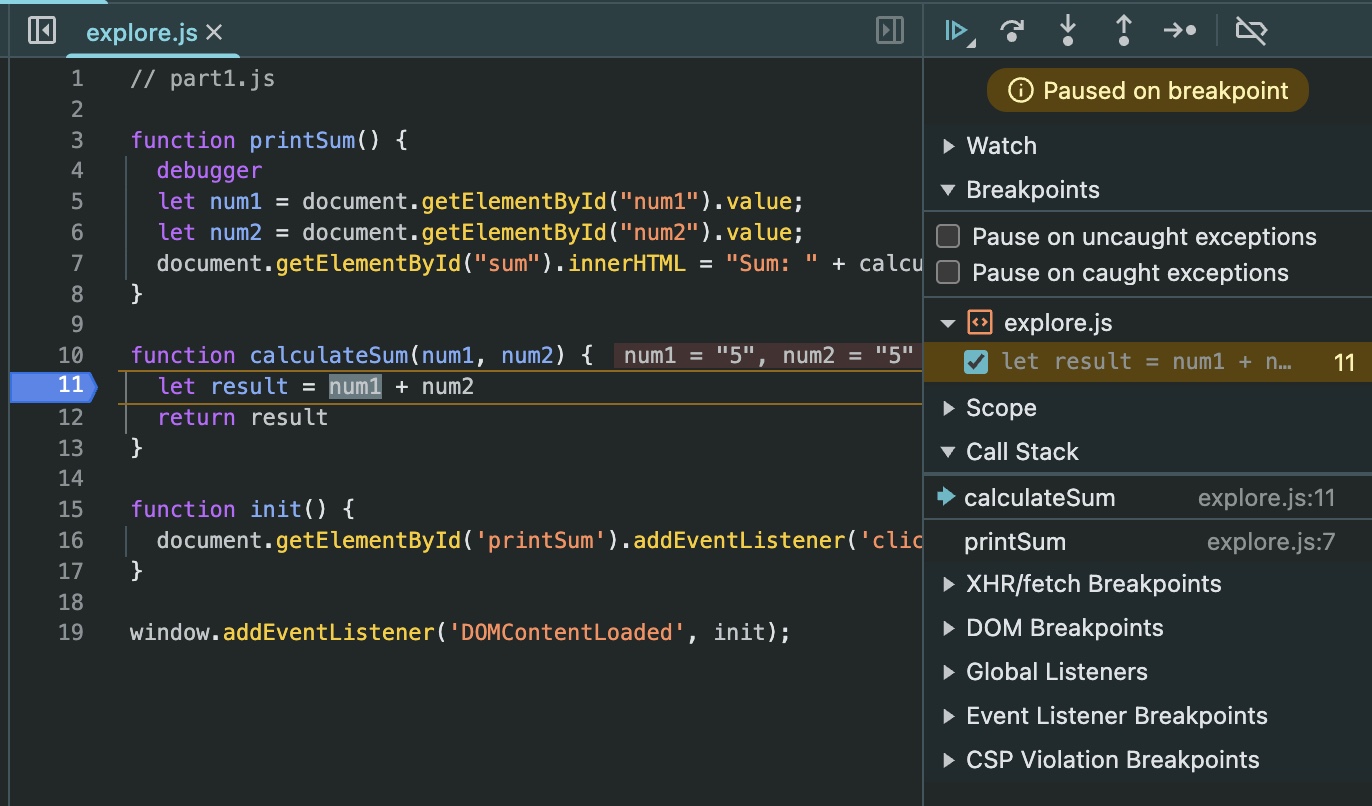 explore.js
1 // part1.js
2
3 function printSum() {
4 debugger
5 let num1 = document.getElementById("num1").value;
6 let num2 = document.getElementById("num2").value;
7 document.getElementById("sum").innerHTML = "Sum: " + calcu
8 }
9
10 function calculateSum(num1, num2) { num1 = "5", num2 = "5"
11 let result = num1 + num2
12 return result
13 }
14
15 function init() {
16 document.getElementById('printSum').addEventListener('clic
17 }
18
19 window.addEventListener('DOMContentLoaded', init);
Paused on breakpoint
Watch
Breakpoints
Pause on uncaught exceptions
Pause on caught exceptions
explore.js
let result = num1 + n… 11
Scope
Call Stack
calculateSum explore.js:11
printSum explore.js:7
XHR/fetch Breakpoints
DOM Breakpoints
Global Listeners
Event Listener Breakpoints
CSP Violation Breakpoints